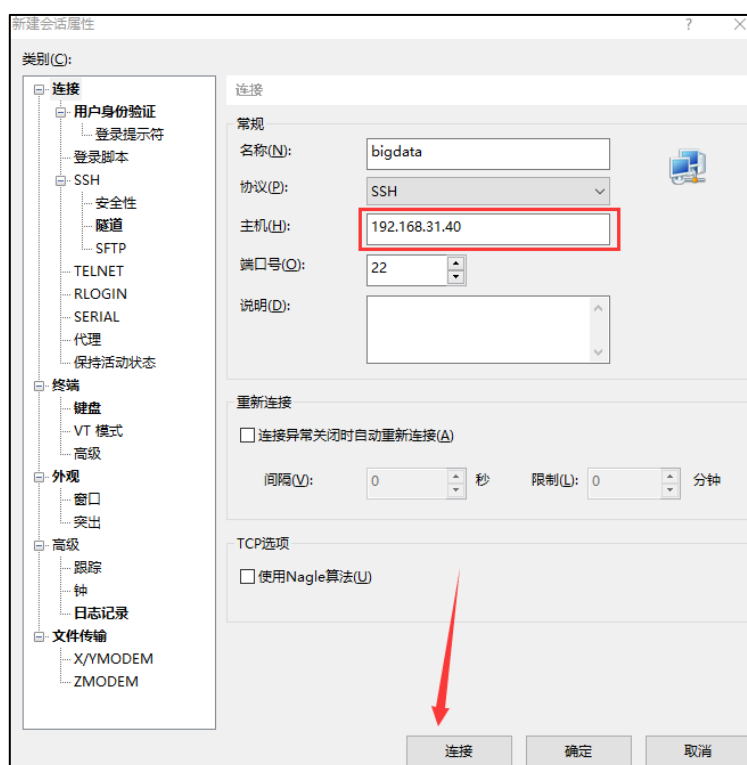 新建会话属性
? ×
类别(C):
连接
用户身份验证
登录提示符
登录脚本
SSH
安全性
隧道
SFTP
TELNET
RLOGIN
SERIAL
代理
保持活动状态
终端
键盘
VT 模式
高级
外观
窗口
突出
高级
跟踪
钟
日志记录
文件传输
X/YMODEM
ZMODEM
连接
常规
名称(N): bigdata
协议(P): SSH
主机(H): 192.168.31.40
端口号(O): 22
说明(D):
重新连接
连接异常关闭时自动重新连接(A)
间隔(V): 0 秒 限制(L): 0 分钟
TCP选项
使用Nagle算法(U)
连接 确定 取消